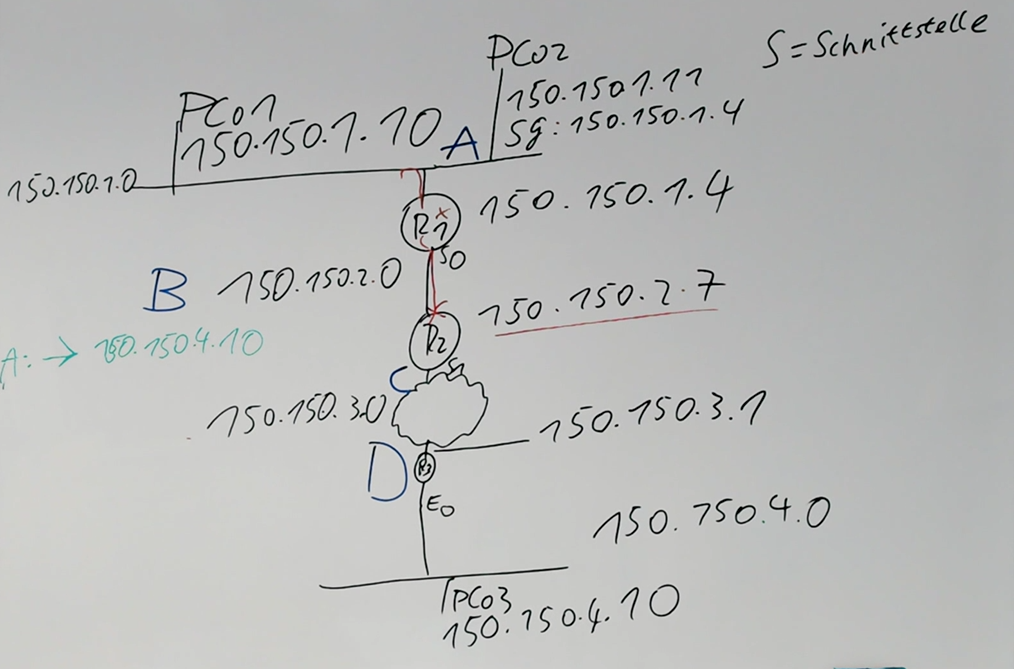 S = Schnittstelle
PC02
150.150.1.11
Sg: 150.150.1.4
PC01
150.150.1.10
A
150.150.1.0
R1
150.150.1.4
S0
B
150.150.2.0
150.150.2.7
R2
A: → 150.150.4.10
S1
C
150.150.3.0
150.150.3.1
D
R3
E0
150.150.4.0
PC03
150.150.4.10